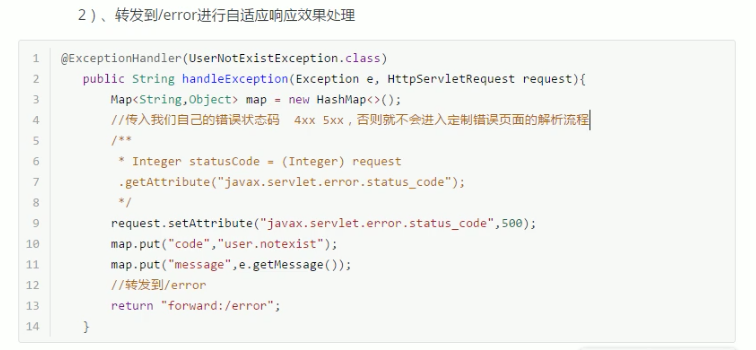 2）、转发到/error进行自适应响应效果处理
1 @ExceptionHandler(UserNotExistException.class)
2 public String handleException(Exception e, HttpServletRequest request){
3 Map<String,Object> map = new HashMap<>();
4 //传入我们自己的错误状态码  4xx 5xx，否则就不会进入定制错误页面的解析流程
5 /**
6 * Integer statusCode = (Integer) request
7 .getAttribute("javax.servlet.error.status_code");
8 */
9 request.setAttribute("javax.servlet.error.status_code",500);
10 map.put("code","user.notexist");
11 map.put("message",e.getMessage());
12 //转发到/error
13 return "forward:/error";
14 }